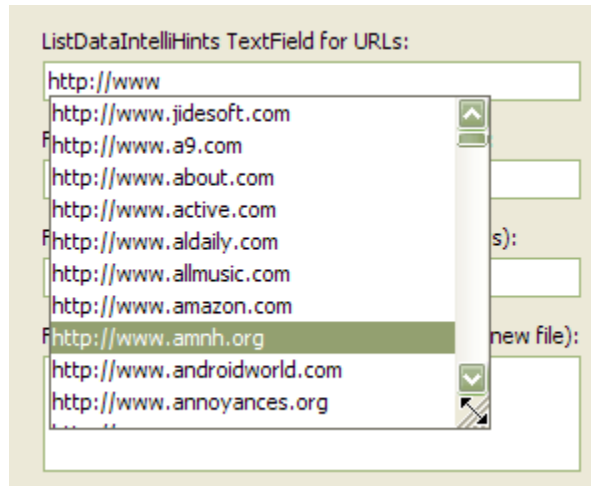 ListDataIntelliHints TextField for URLs:
http://www
http://www.jidesoft.com
http://www.a9.com
http://www.about.com
http://www.active.com
http://www.aldaily.com
s):
http://www.allmusic.com
http://www.amazon.com
http://www.amnh.org
new file):
http://www.androidworld.com
http://www.annoyances.org